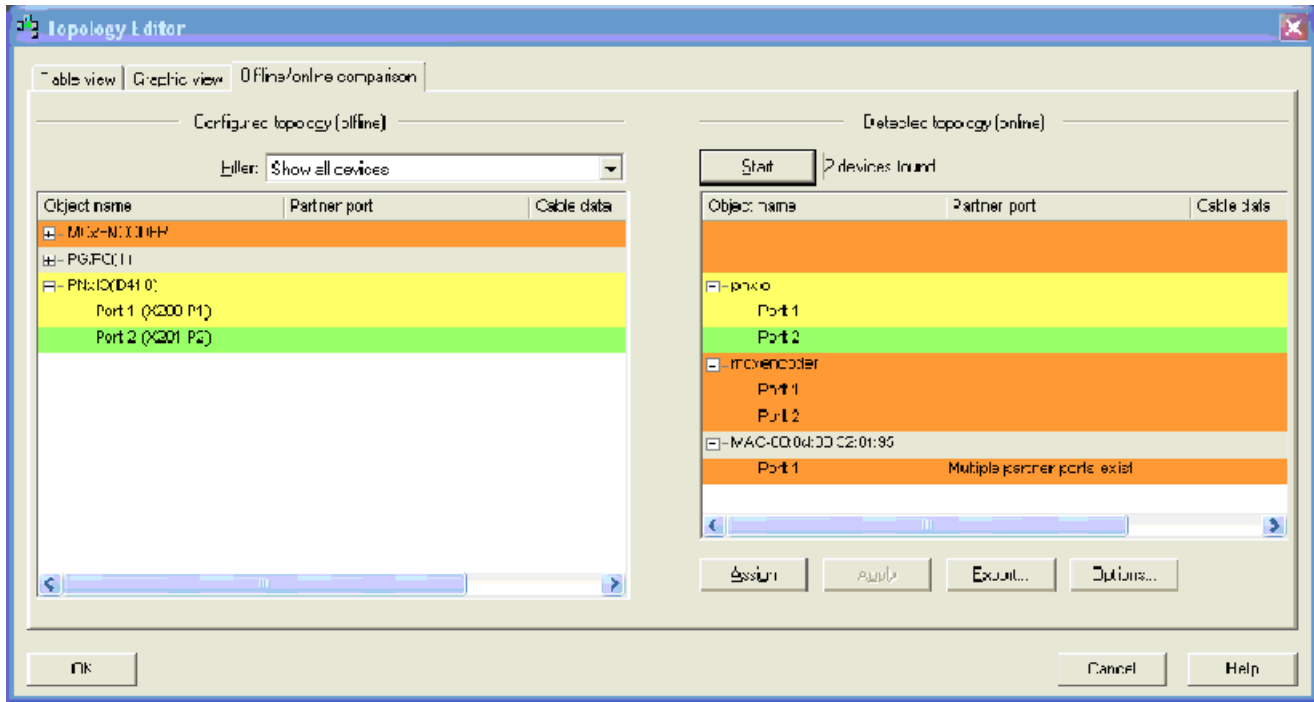 Topology Editor
Table view
Graphic view
Offline/online comparison
Configured topology (offline)
Filter: Show all devices
Object name Partner port Cable data
PG/PC(1)
PNxIO(D410)
Port 1 (X200 P1)
Port 2 (X201 P2)
Detected topology (online)
Start 2 devices found
Object name Partner port Cable data
pnxio
Port 1
Port 2
Port 1
Port 2
Port 1 Multiple partner ports exist
Assign Apply Export... Options...
OK Cancel Help